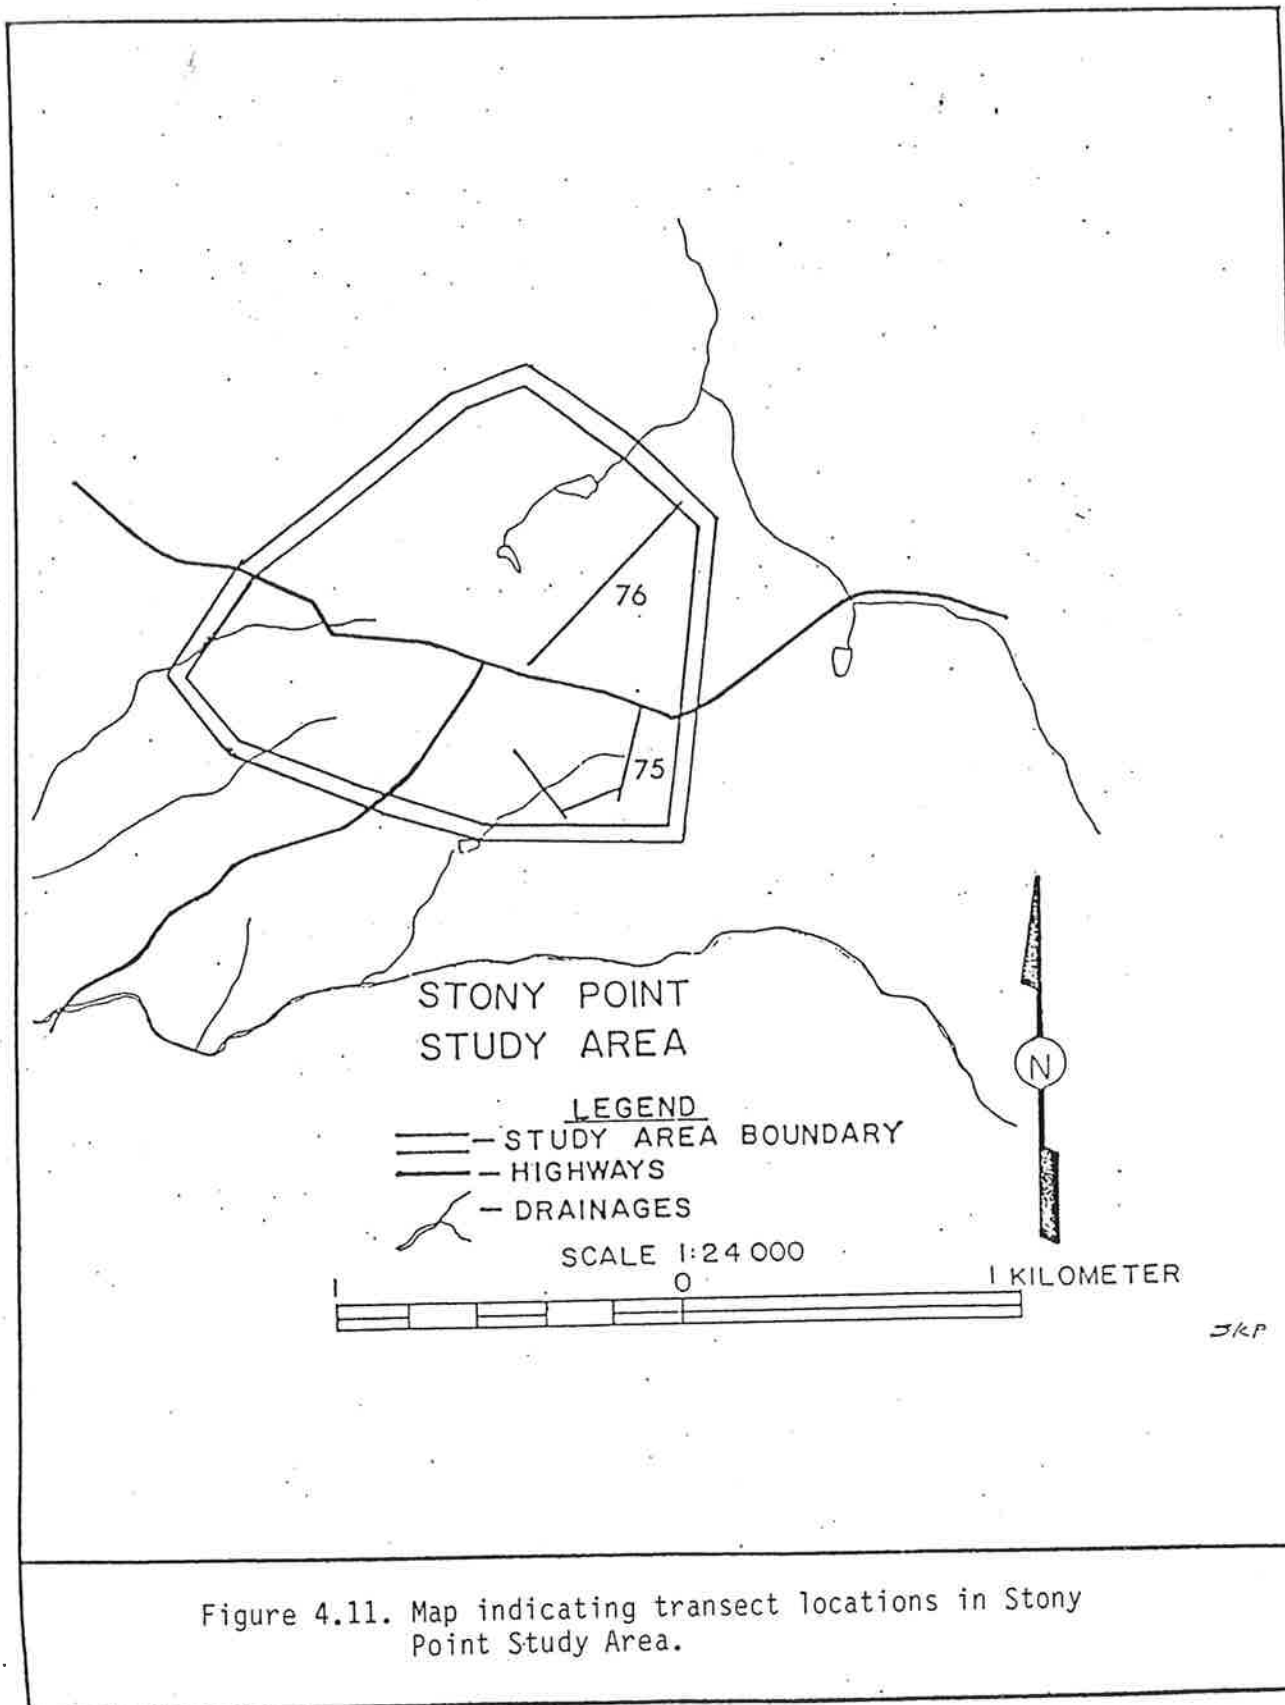 76
75
STONY POINT
STUDY AREA
LEGEND
— STUDY AREA BOUNDARY
— HIGHWAYS
— DRAINAGES
SCALE 1:24 000
1 0 1 KILOMETER
N
JKP
Figure 4.11. Map indicating transect locations in Stony
Point Study Area.